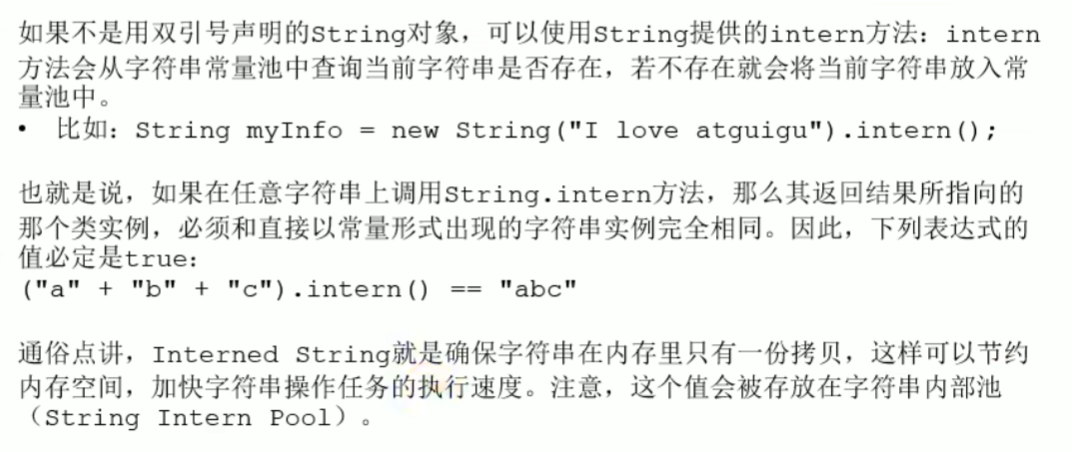 如果不是用双引号声明的String对象，可以使用String提供的intern方法：intern
方法会从字符串常量池中查询当前字符串是否存在，若不存在就会将当前字符串放入常
量池中。
• 比如：String myInfo = new String("I love atguigu").intern();
也就是说，如果在任意字符串上调用String.intern方法，那么其返回结果所指向的
那个类实例，必须和直接以常量形式出现的字符串实例完全相同。因此，下列表达式的
值必定是true：
("a" + "b" + "c").intern() == "abc"
通俗点讲，Interned String就是确保字符串在内存里只有一份拷贝，这样可以节约
内存空间，加快字符串操作任务的执行速度。注意，这个值会被存放在字符串内部池
（String Intern Pool）。